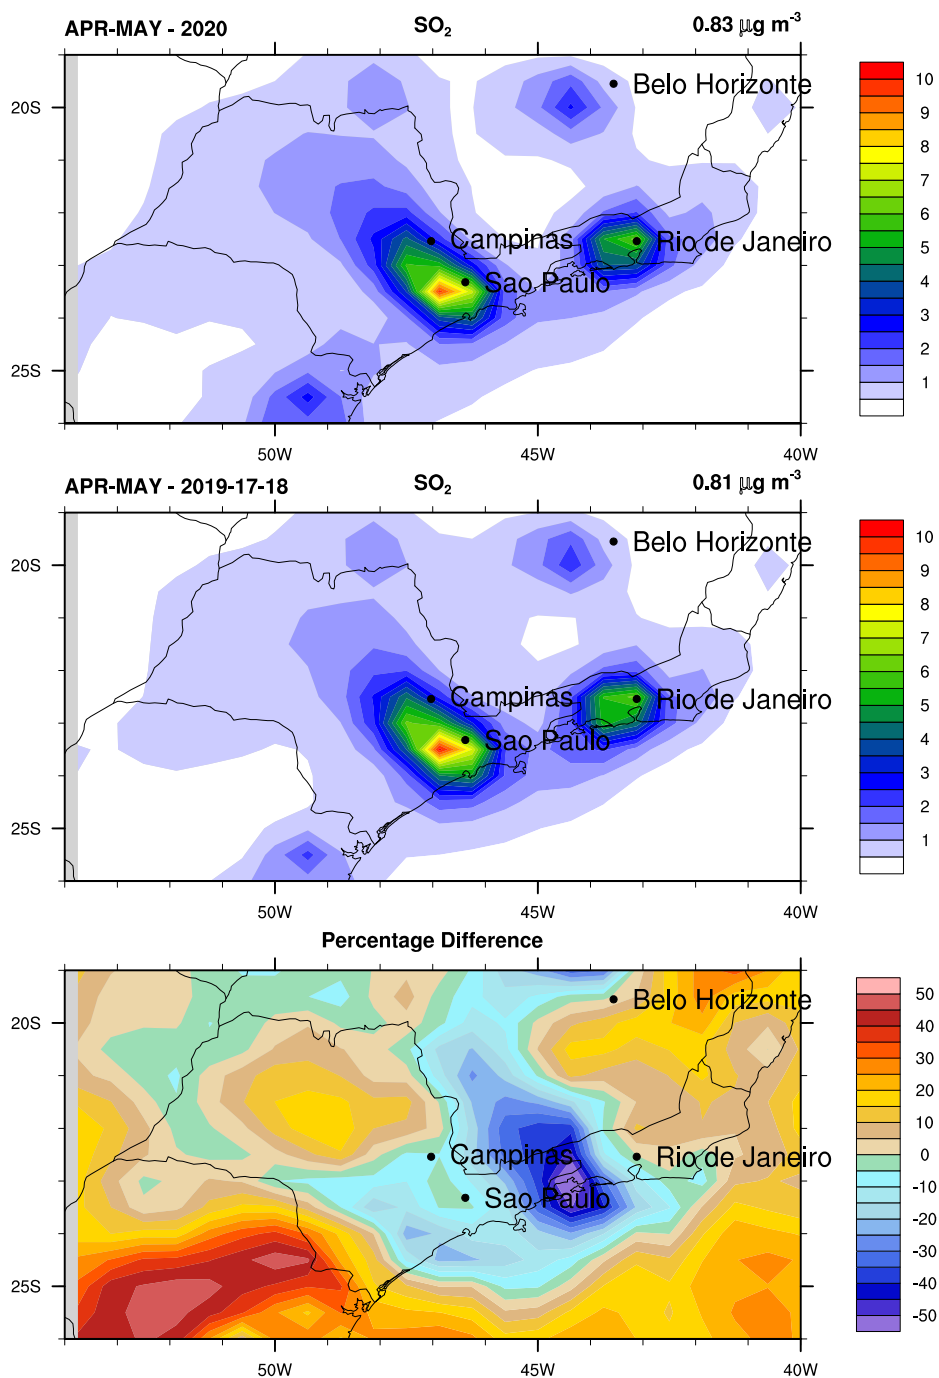 APR-MAY - 2020 SO₂ 0.83 μg m⁻³
Belo Horizonte
Campinas
Rio de Janeiro
Sao Paulo
20S
25S
50W 45W 40W
10
9
8
7
6
5
4
3
2
1
APR-MAY - 2019-17-18 SO₂ 0.81 μg m⁻³
Belo Horizonte
Campinas
Rio de Janeiro
Sao Paulo
20S
25S
50W 45W 40W
10
9
8
7
6
5
4
3
2
1
Percentage Difference
Belo Horizonte
Campinas
Rio de Janeiro
Sao Paulo
20S
25S
50W 45W 40W
50
40
30
20
10
0
-10
-20
-30
-40
-50